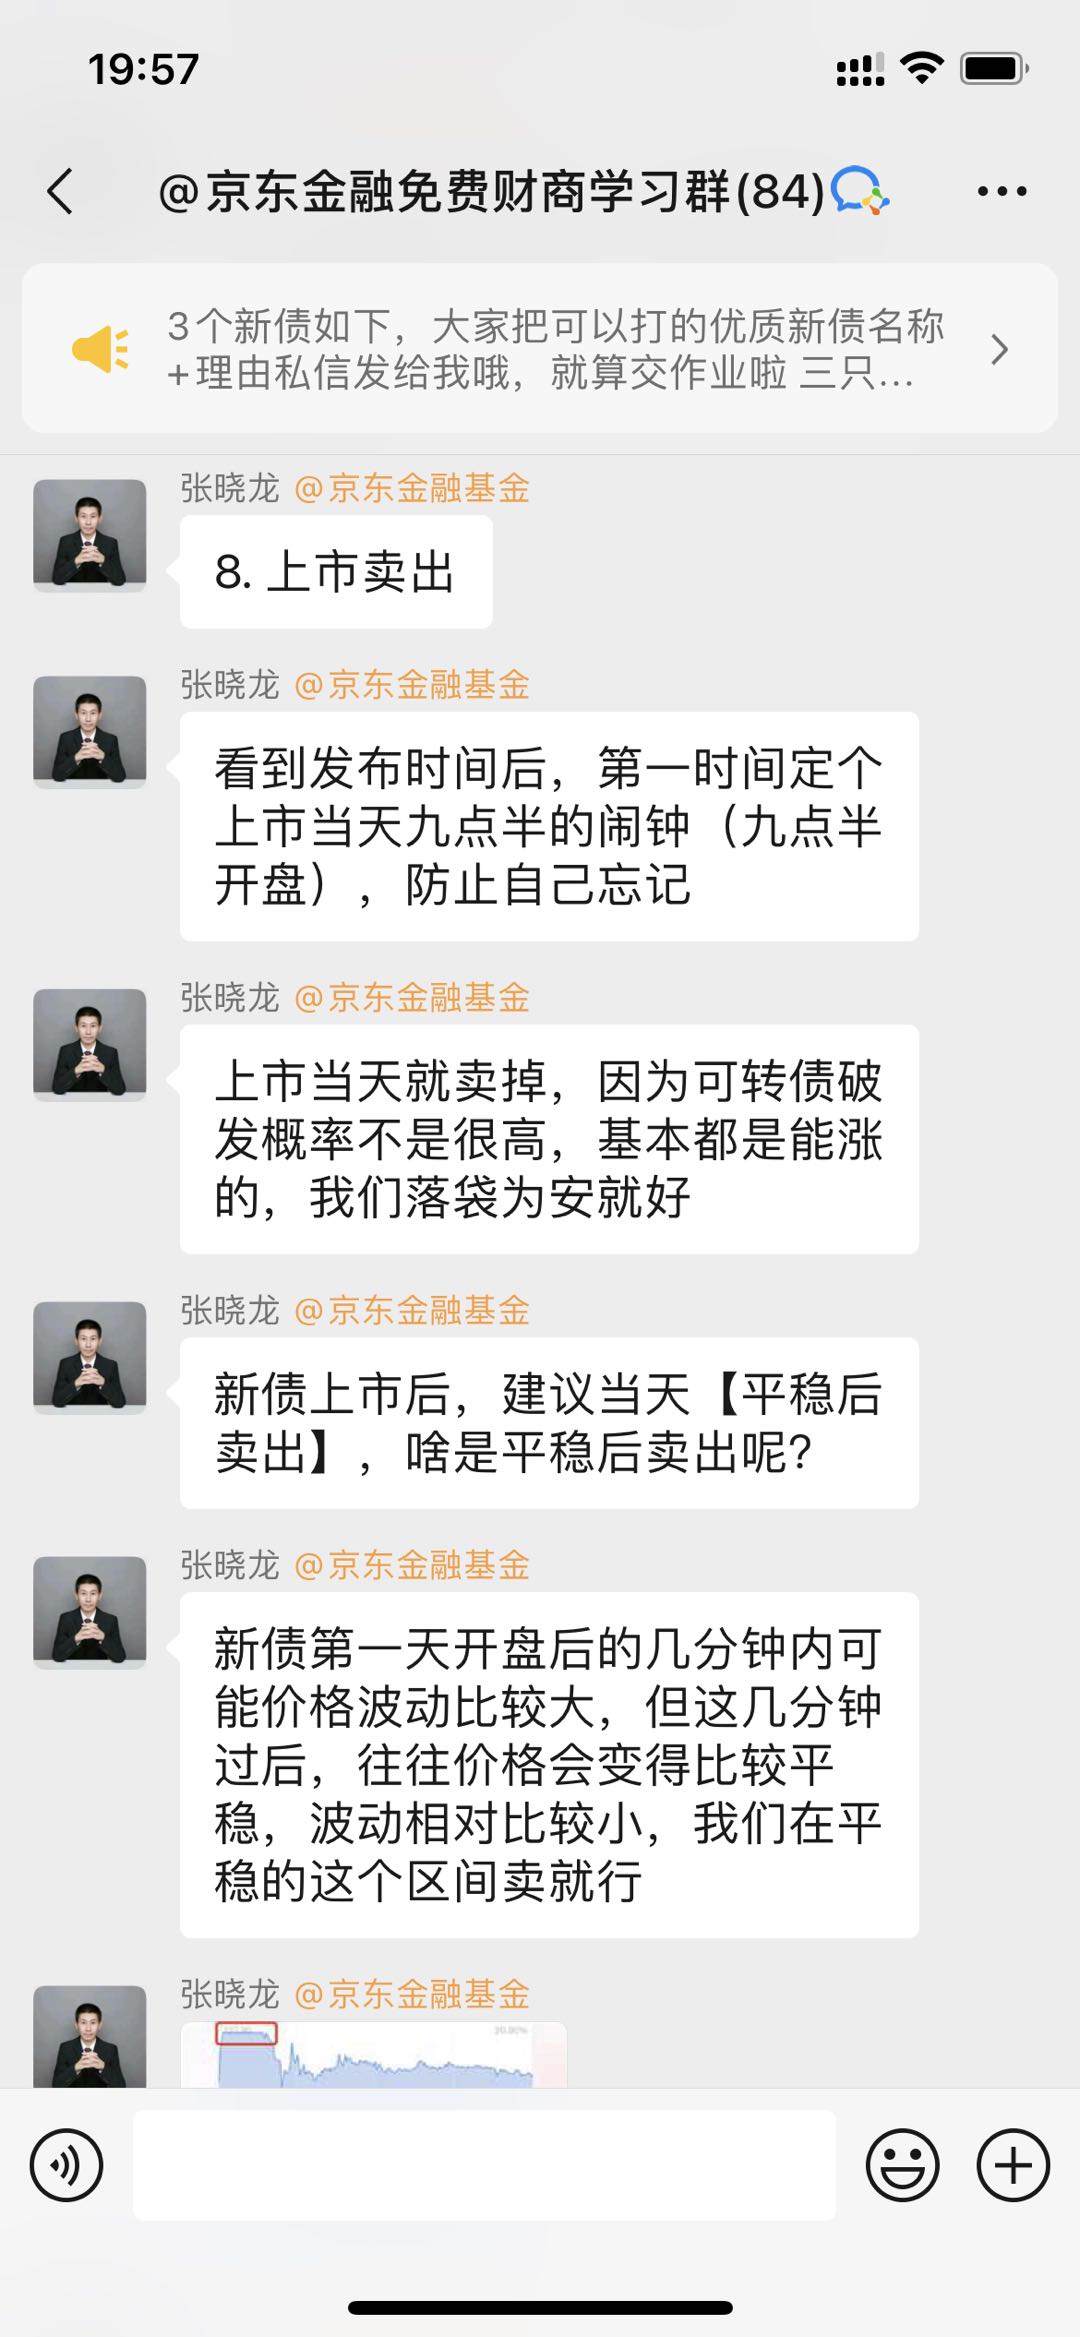 19:57
@京东金融免费财商学习群(84)
3个新债如下，大家把可以打的优质新债名称
+理由私信发给我哦，就算交作业啦 三只...
张晓龙 @京东金融基金
8. 上市卖出
张晓龙 @京东金融基金
看到发布时间后，第一时间定个
上市当天九点半的闹钟（九点半
开盘），防止自己忘记
张晓龙 @京东金融基金
上市当天就卖掉，因为可转债破
发概率不是很高，基本都是能涨
的，我们落袋为安就好
张晓龙 @京东金融基金
新债上市后，建议当天【平稳后
卖出】，啥是平稳后卖出呢?
张晓龙 @京东金融基金
新债第一天开盘后的几分钟内可
能价格波动比较大，但这几分钟
过后，往往价格会变得比较平
稳，波动相对比较小，我们在平
稳的这个区间卖就行
张晓龙 @京东金融基金